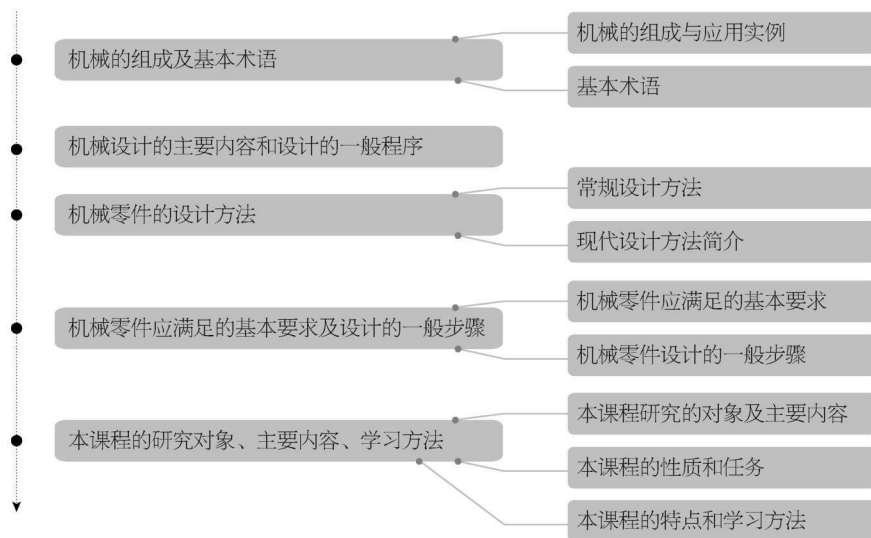 机械的组成及基本术语
机械的组成与应用实例
基本术语
机械设计的主要内容和设计的一般程序
机械零件的设计方法
常规设计方法
现代设计方法简介
机械零件应满足的基本要求及设计的一般步骤
机械零件应满足的基本要求
机械零件设计的一般步骤
本课程的研究对象、主要内容、学习方法
本课程研究的对象及主要内容
本课程的性质和任务
本课程的特点和学习方法